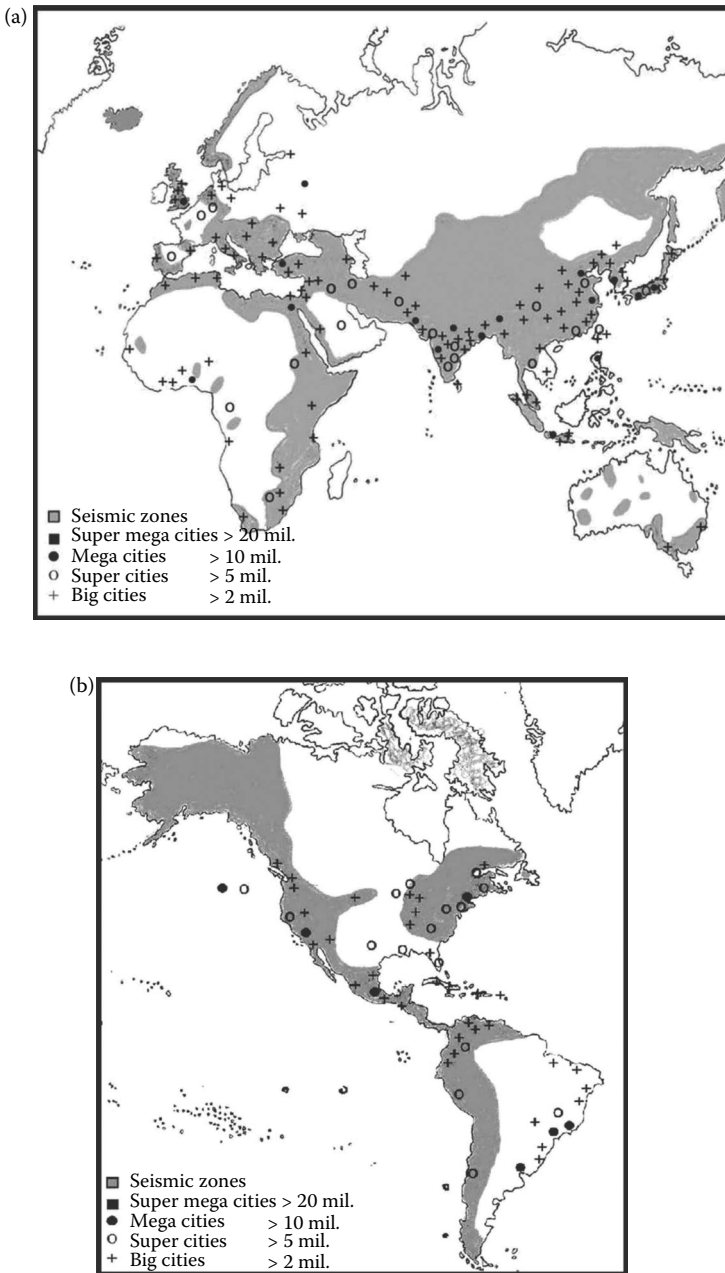 (a)
Seismic zones
Super mega cities > 20 mil.
Mega cities > 10 mil.
Super cities > 5 mil.
Big cities > 2 mil.
(b)
Seismic zones
Super mega cities > 20 mil.
Mega cities > 10 mil.
Super cities > 5 mil.
Big cities > 2 mil.